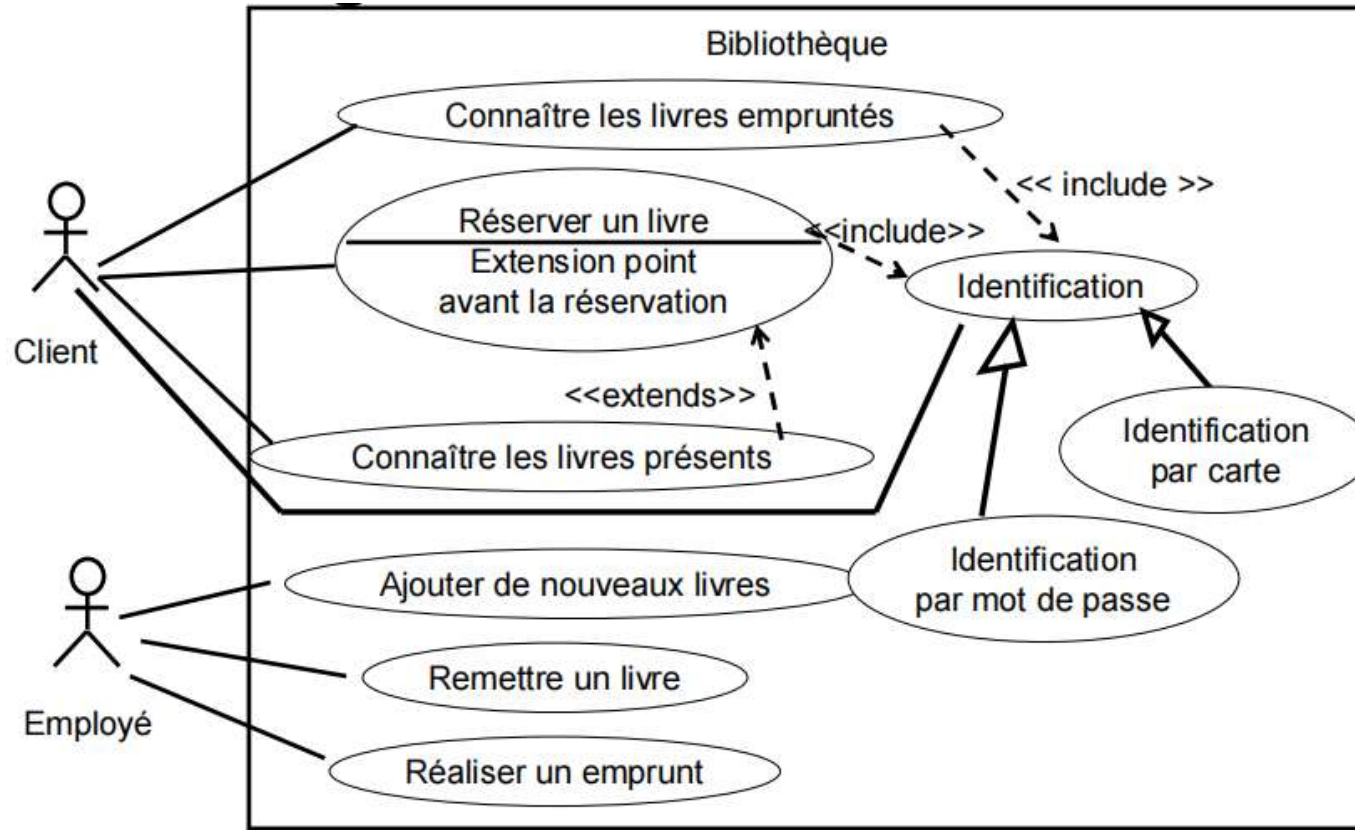 Bibliothèque
Connaître les livres empruntés
<< include >>
Réserver un livre
<<include>>
Extension point
avant la réservation
Identification
Client
<<extends>>
Identification
par carte
Connaître les livres présents
Identification
par mot de passe
Ajouter de nouveaux livres
Remettre un livre
Employé
Réaliser un emprunt